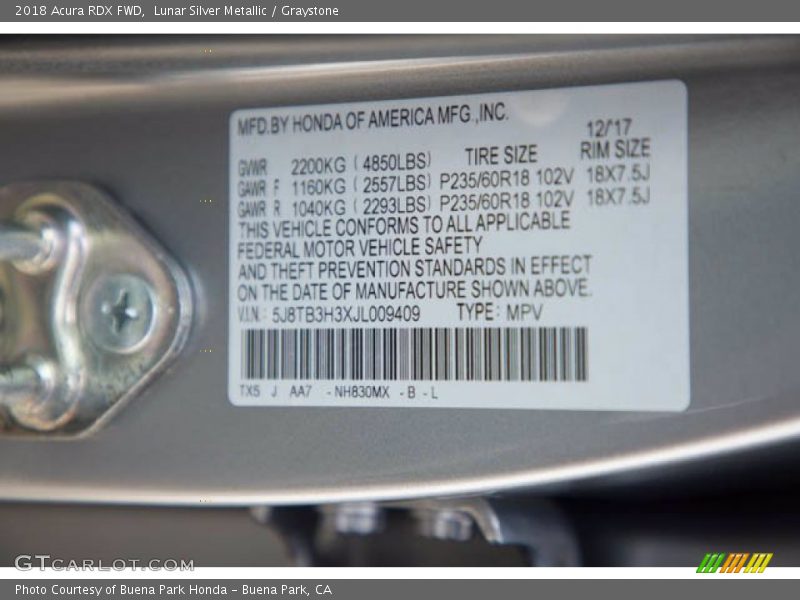 2018 Acura RDX FWD,  Lunar Silver Metallic / Graystone
MFD.BY HONDA OF AMERICA MFG.,INC.
12/17
GVWR 2200KG ( 4850LBS) TIRE SIZE RIM SIZE
GAWR F 1160KG ( 2557LBS) P235/60R18 102V 18X7.5J
GAWR R 1040KG ( 2293LBS) P235/60R18 102V 18X7.5J
THIS VEHICLE CONFORMS TO ALL APPLICABLE
FEDERAL MOTOR VEHICLE SAFETY
AND THEFT PREVENTION STANDARDS IN EFFECT
ON THE DATE OF MANUFACTURE SHOWN ABOVE.
V.I.N.: 5J8TB3H3XJL009409 TYPE: MPV
TX5 J AA7 -NH830MX -B -L
GTCARLOT.COM
Photo Courtesy of Buena Park Honda – Buena Park, CA